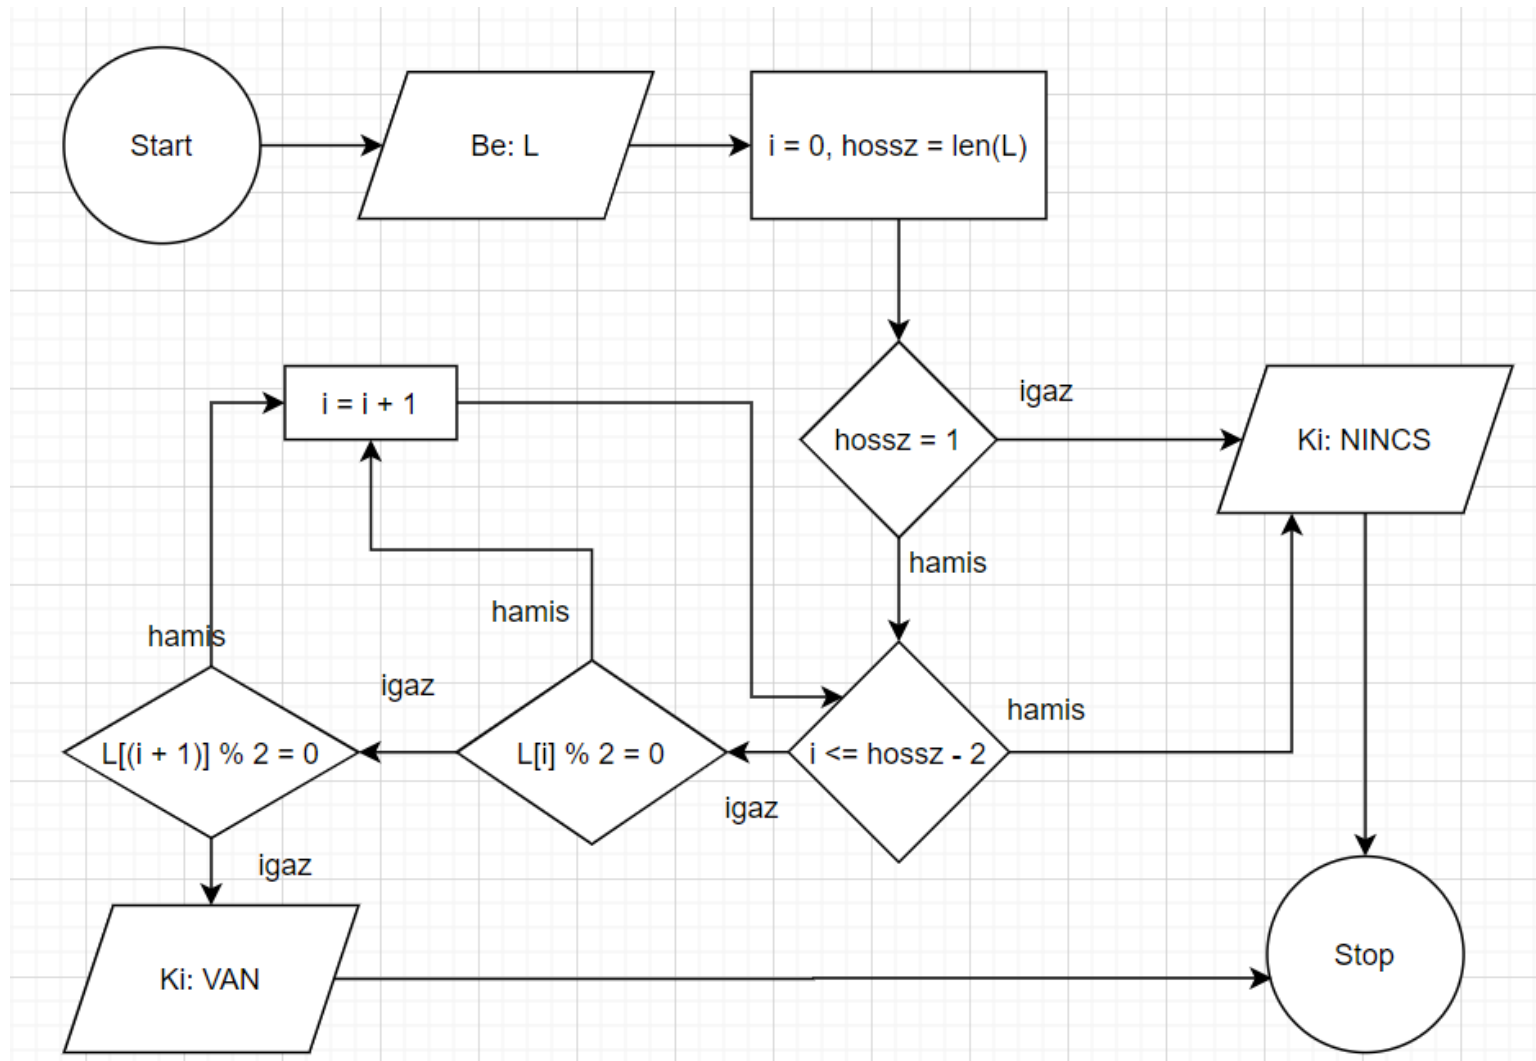 Start
Be: L
i = 0, hossz = len(L)
igaz
i = i + 1
hossz = 1
Ki: NINCS
hamis
hamis
hamis
igaz
hamis
L[(i + 1)] % 2 = 0
L[i] % 2 = 0
i <= hossz - 2
igaz
igaz
Ki: VAN
Stop